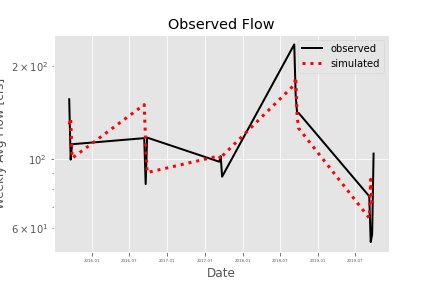 Observed Flow
observed
simulated
2 × 10²
10²
6 × 10¹
Weekly Avg Flow
2016-01
2016-07
2017-01
2017-07
2018-01
2018-07
2019-01
2019-07
Date